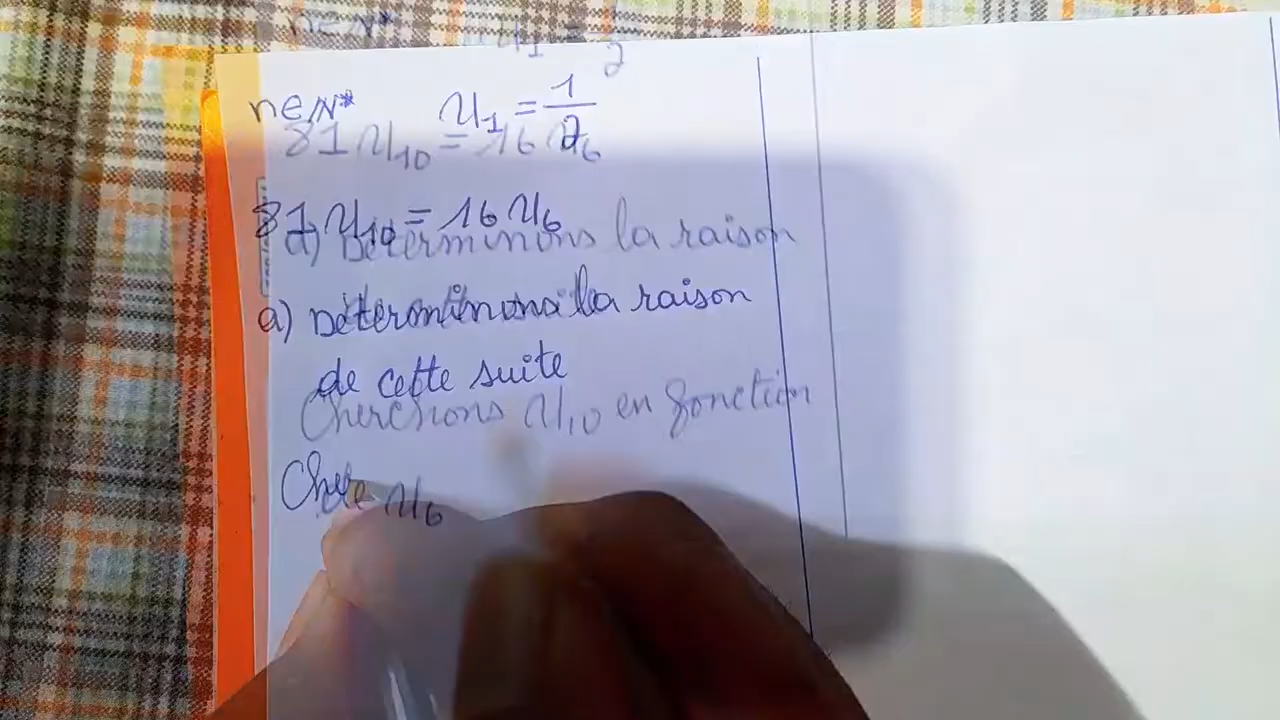 n∈N* u₁ = 1/2
81 u₁₀ = 16 u₆
a) Déterminons la raison
de cette suite
Cherchons u₁₀ en fonction
de u₆